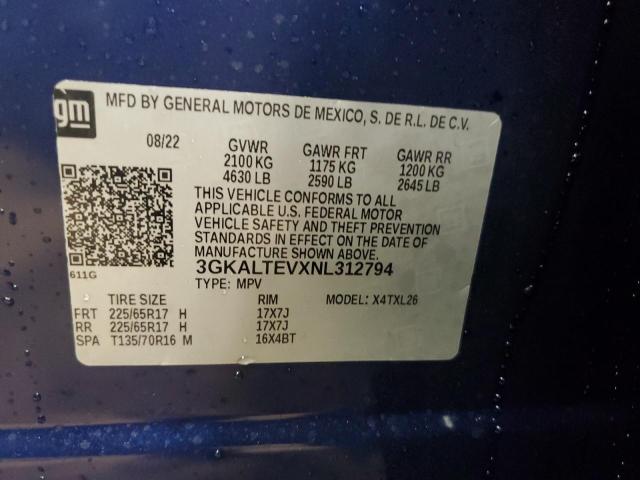 gm
MFD BY GENERAL MOTORS DE MEXICO, S. DE R.L. DE C.V.
08/22 GVWR GAWR FRT GAWR RR
2100 KG 1175 KG 1200 KG
4630 LB 2590 LB 2645 LB
THIS VEHICLE CONFORMS TO ALL
APPLICABLE U.S. FEDERAL MOTOR
VEHICLE SAFETY AND THEFT PREVENTION
STANDARDS IN EFFECT ON THE DATE OF
MANUFACTURE SHOWN ABOVE.
611G
3GKALTEVXNL312794
TYPE: MPV
TIRE SIZE RIM MODEL: X4TXL26
FRT 225/65R17 H 17X7J
RR 225/65R17 H 17X7J
SPA T135/70R16 M 16X4BT